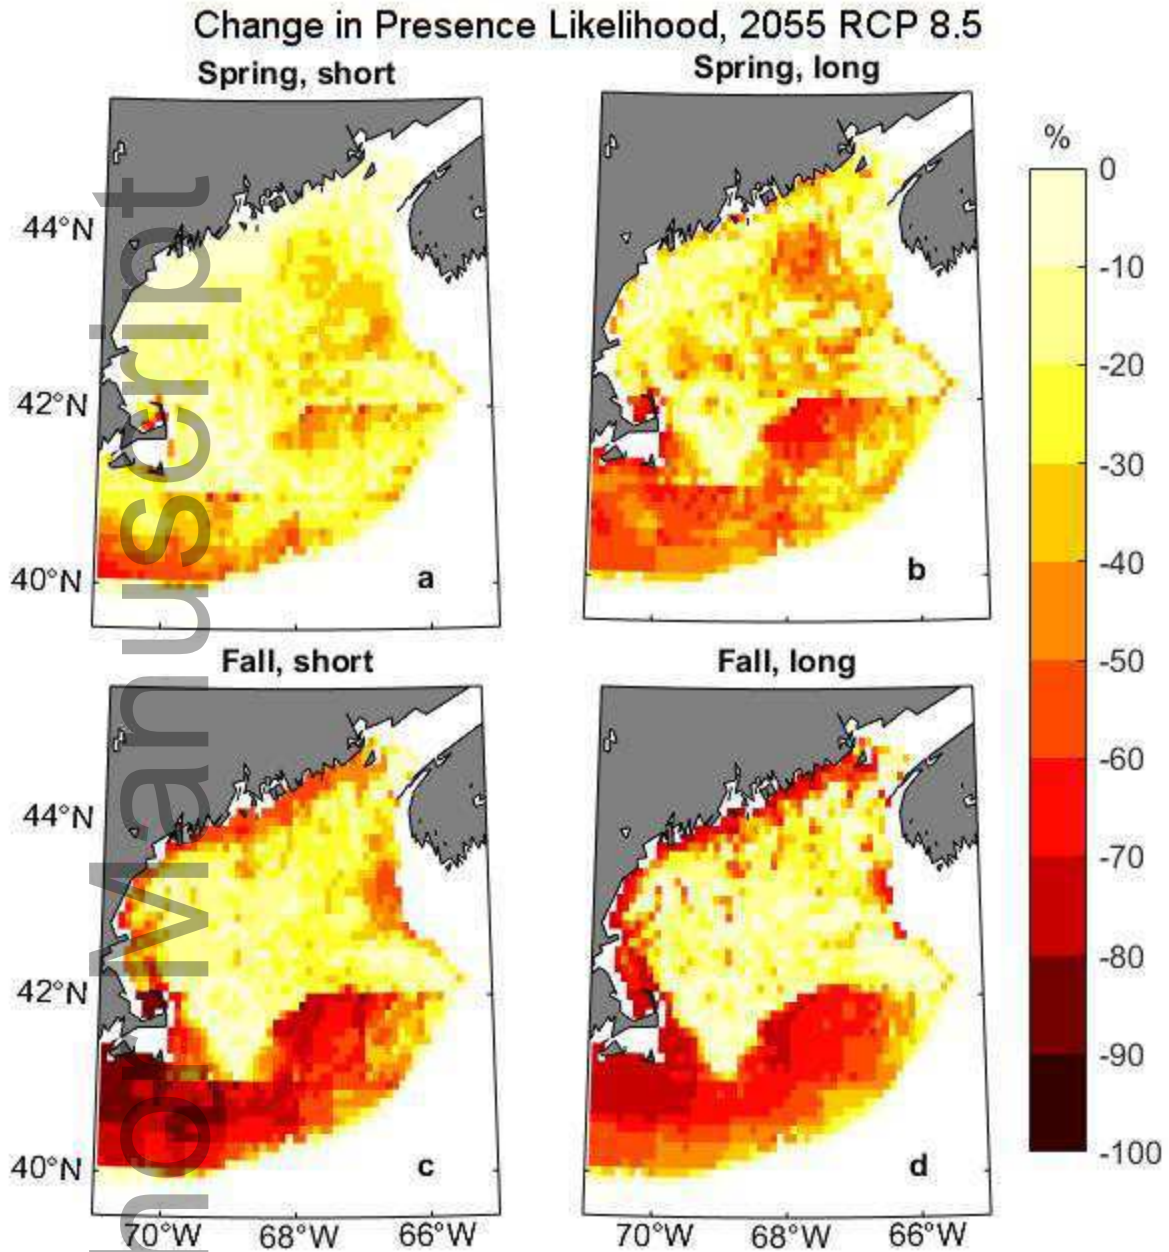 Change in Presence Likelihood, 2055 RCP 8.5
Spring, short
Spring, long
%
0
-10
-20
-30
-40
-50
-60
-70
-80
-90
-100
44°N
42°N
40°N
a
b
Fall, short
Fall, long
44°N
42°N
40°N
c
d
70°W
68°W
66°W
70°W
68°W
66°W
Manuscript